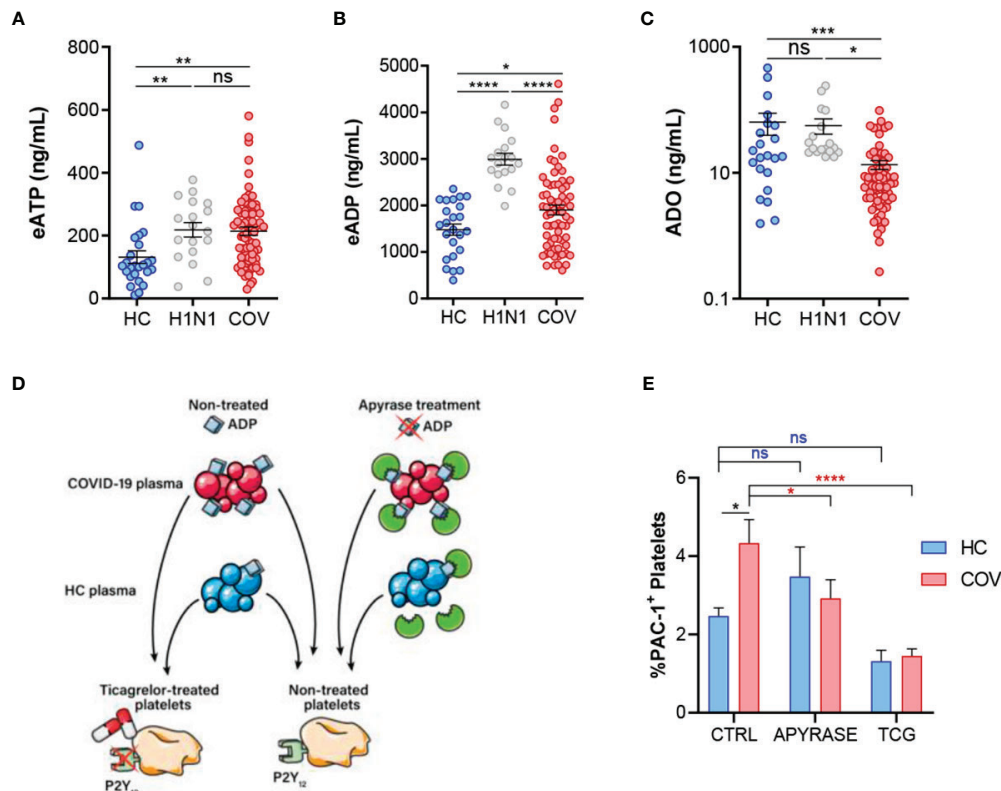 A
eATP (ng/mL)
800
600
400
200
0
**
**
ns
HC
H1N1
COV
B
eADP (ng/mL)
5000
4000
3000
2000
1000
0
*
****
****
HC
H1N1
COV
C
ADO (ng/mL)
1000
10
0.1
***
ns
*
HC
H1N1
COV
D
Non-treated
ADP
Apyrase treatment
ADP
COVID-19 plasma
HC plasma
Ticagrelor-treated
platelets
P2Y
Non-treated
platelets
P2Y₁₂
E
%PAC-1⁺ Platelets
6
4
2
0
ns
ns
****
*
*
CTRL
APYRASE
TCG
HC
COV